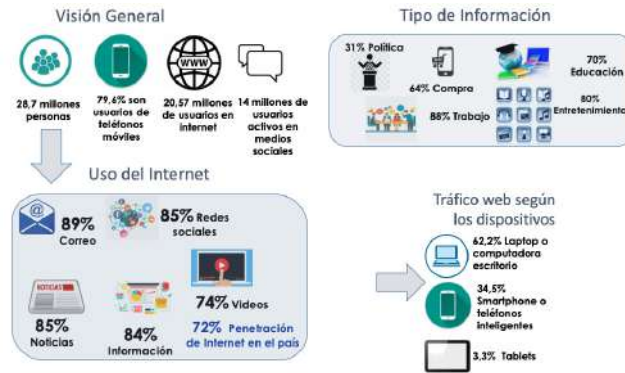 Visión General
28,7 millones
personas
79,6% son
usuarios de
teléfonos
móviles
WWW
20,57 millones
de usuarios en
internet
14 millones de
usuarios
activos en
medios
sociales
Tipo de Información
31% Política
64% Compra
70%
Educación
88% Trabajo
80%
Entretenimiento
Uso del Internet
89%
Correo
85% Redes
sociales
NOTICIAS
85%
Noticias
84%
Información
74% Videos
72% Penetración
de Internet en el país
Tráfico web según
los dispositivos
62,2% Laptop o
computadora
escritorio
34,5%
Smartphone o
teléfonos
inteligentes
3,3% Tablets